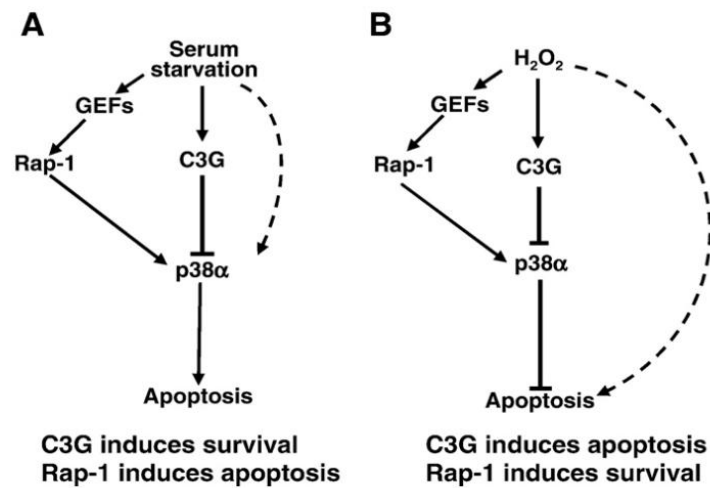 A
Serum
starvation
GEFs
Rap-1
C3G
p38α
Apoptosis
C3G induces survival
Rap-1 induces apoptosis
B
H₂O₂
GEFs
Rap-1
C3G
p38α
Apoptosis
C3G induces apoptosis
Rap-1 induces survival